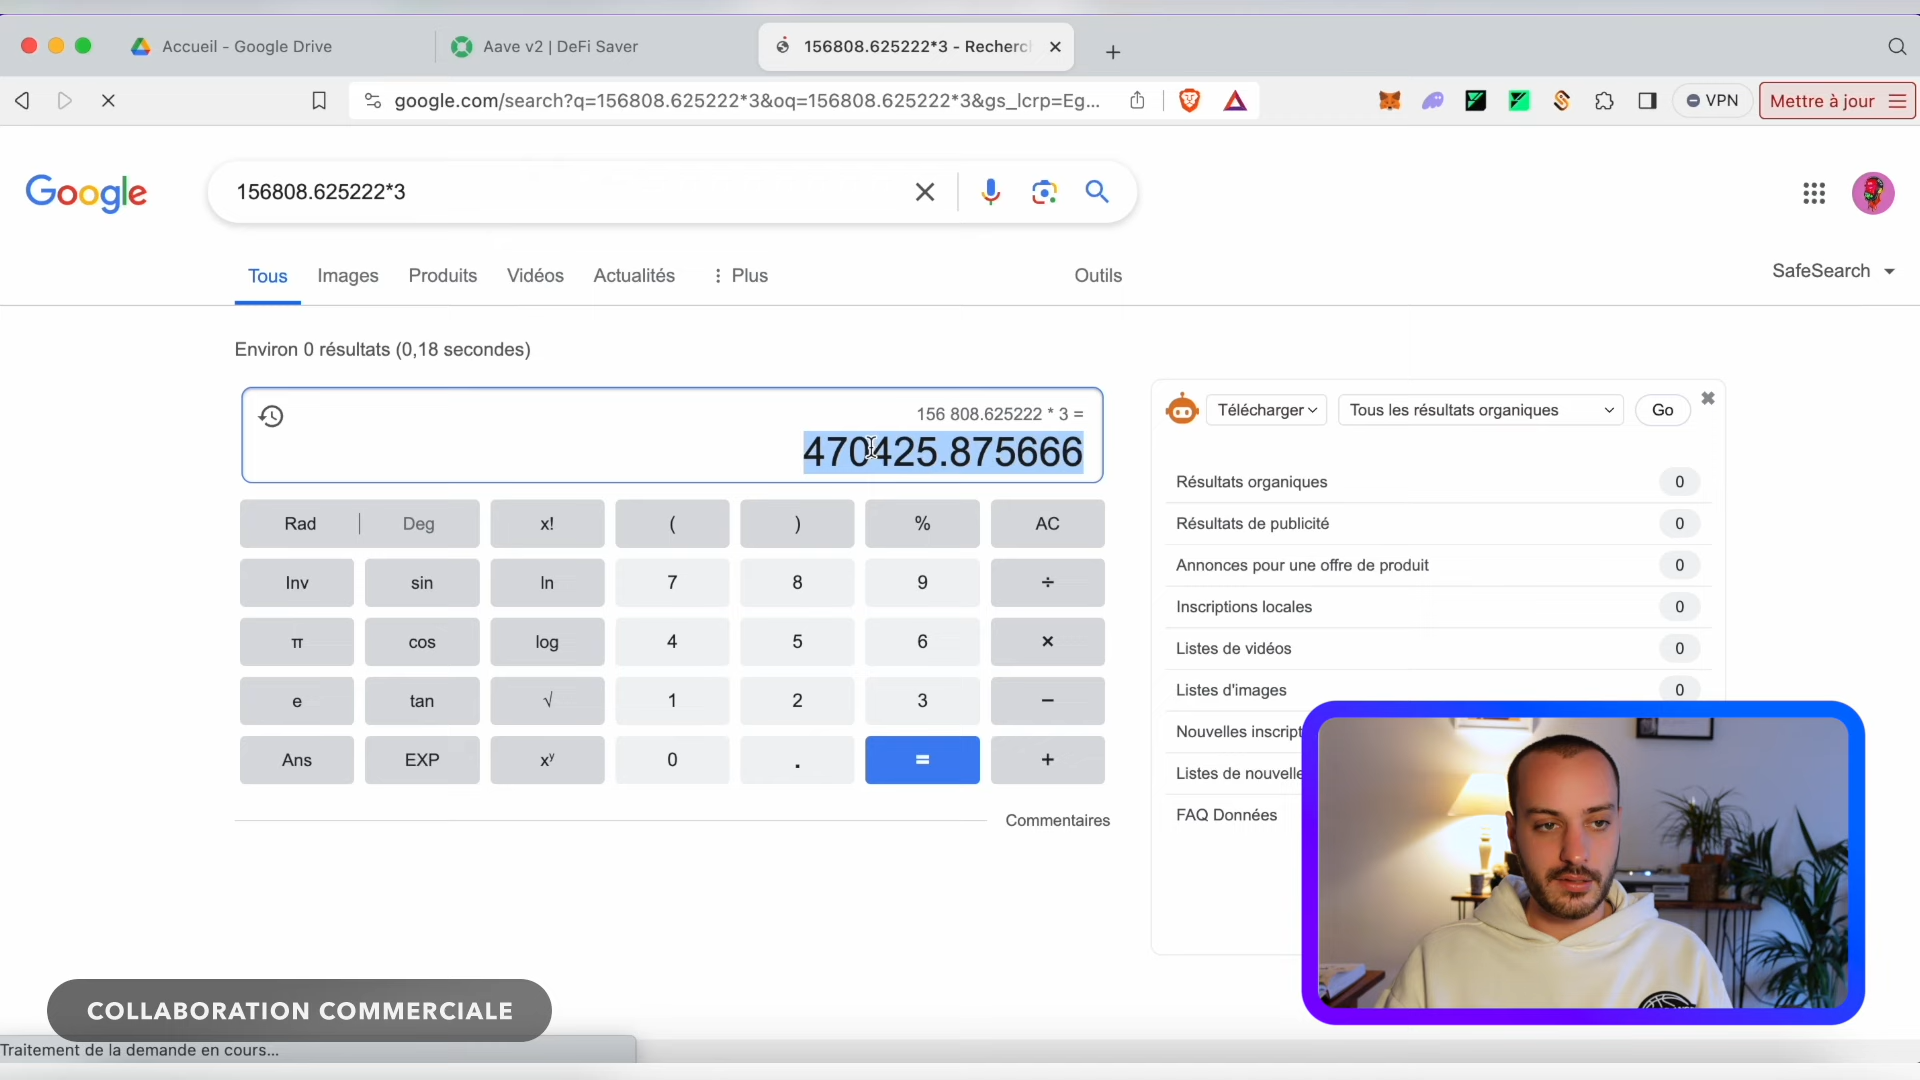 Accueil - Google Drive
Aave v2 | DeFi Saver
156808.625222*3 - Recherc
google.com/search?q=156808.625222*3&oq=156808.625222*3&gs_lcrp=Eg...
VPN
Mettre à jour
Google
156808.625222*3
Tous
Images
Produits
Vidéos
Actualités
Plus
Outils
SafeSearch
Environ 0 résultats (0,18 secondes)
156 808.625222 * 3 =
470425.875666
Rad
Deg
x!
(
)
%
AC
Inv
sin
ln
7
8
9
÷
π
cos
log
4
5
6
×
e
tan
√
1
2
3
−
Ans
EXP
xʸ
0
.
=
+
Commentaires
Télécharger
Tous les résultats organiques
Go
Résultats organiques
0
Résultats de publicité
0
Annonces pour une offre de produit
0
Inscriptions locales
0
Listes de vidéos
0
Listes d'images
0
Nouvelles inscript
Listes de nouvelle
FAQ Données
COLLABORATION COMMERCIALE
Traitement de la demande en cours...